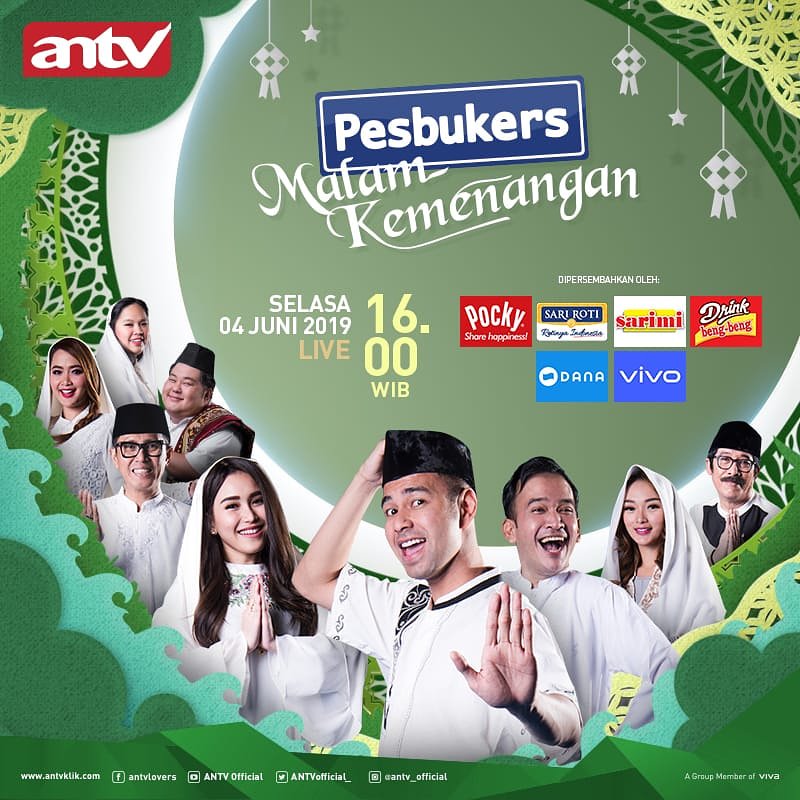 antv
Pesbukers
Malam
Kemenangan
SELASA
04 JUNI 2019
LIVE
16.
00
WIB
DIPERSEMBAHKAN OLEH:
Pocky
Share happiness!
SARI ROTI
Rotinya Indonesia
sarimi
Drink
beng-beng
DANA
vivo
www.antvklik.com
antvlovers
ANTV Official
ANTVofficial_
@antv_official
A Group Member of VIVA